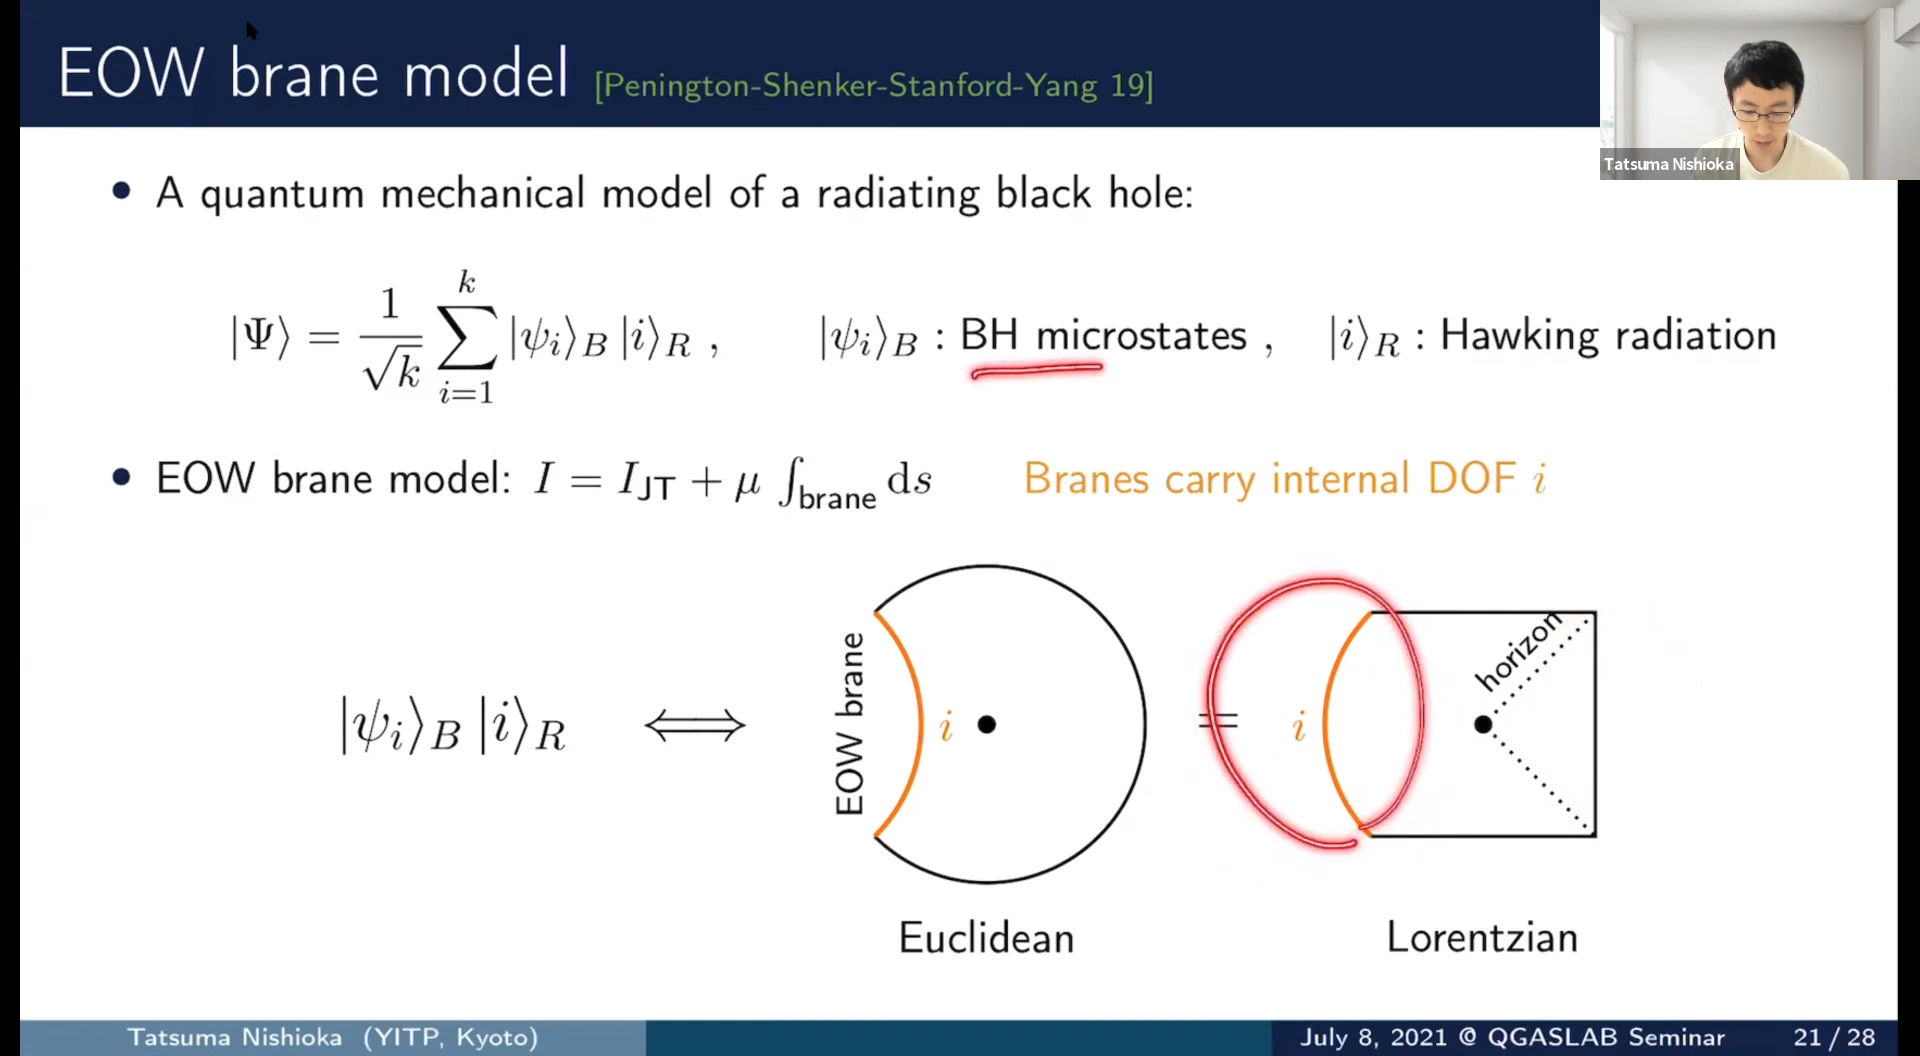 EOW brane model [Penington-Shenker-Stanford-Yang 19]
Tatsuma Nishioka
• A quantum mechanical model of a radiating black hole:
|Ψ⟩ = 1/√k ∑_{i=1}^{k} |ψ_i⟩_B |i⟩_R , |ψ_i⟩_B : BH microstates , |i⟩_R : Hawking radiation
• EOW brane model: I = I_JT + μ ∫_brane ds Branes carry internal DOF i
|ψ_i⟩_B |i⟩_R ⟺ EOW brane i = i horizon
Euclidean Lorentzian
Tatsuma Nishioka (YITP, Kyoto) July 8, 2021 @ QGASLAB Seminar 21 / 28